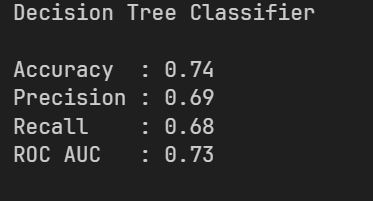 Decision Tree Classifier
Accuracy  : 0.74
Precision : 0.69
Recall    : 0.68
ROC AUC   : 0.73